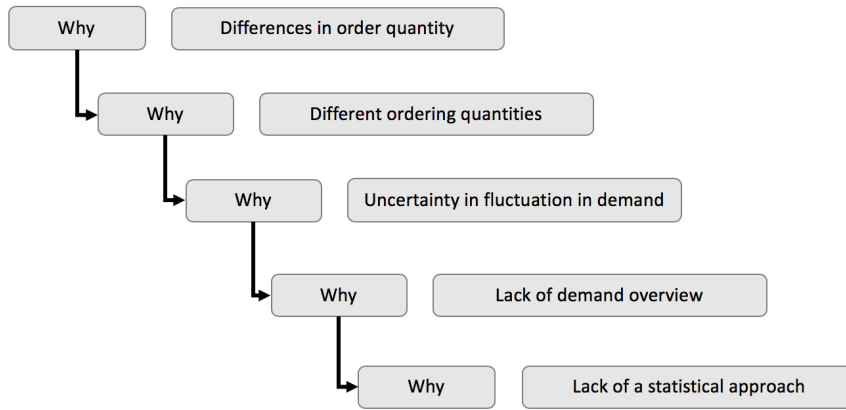 Why
Differences in order quantity
Why
Different ordering quantities
Why
Uncertainty in fluctuation in demand
Why
Lack of demand overview
Why
Lack of a statistical approach